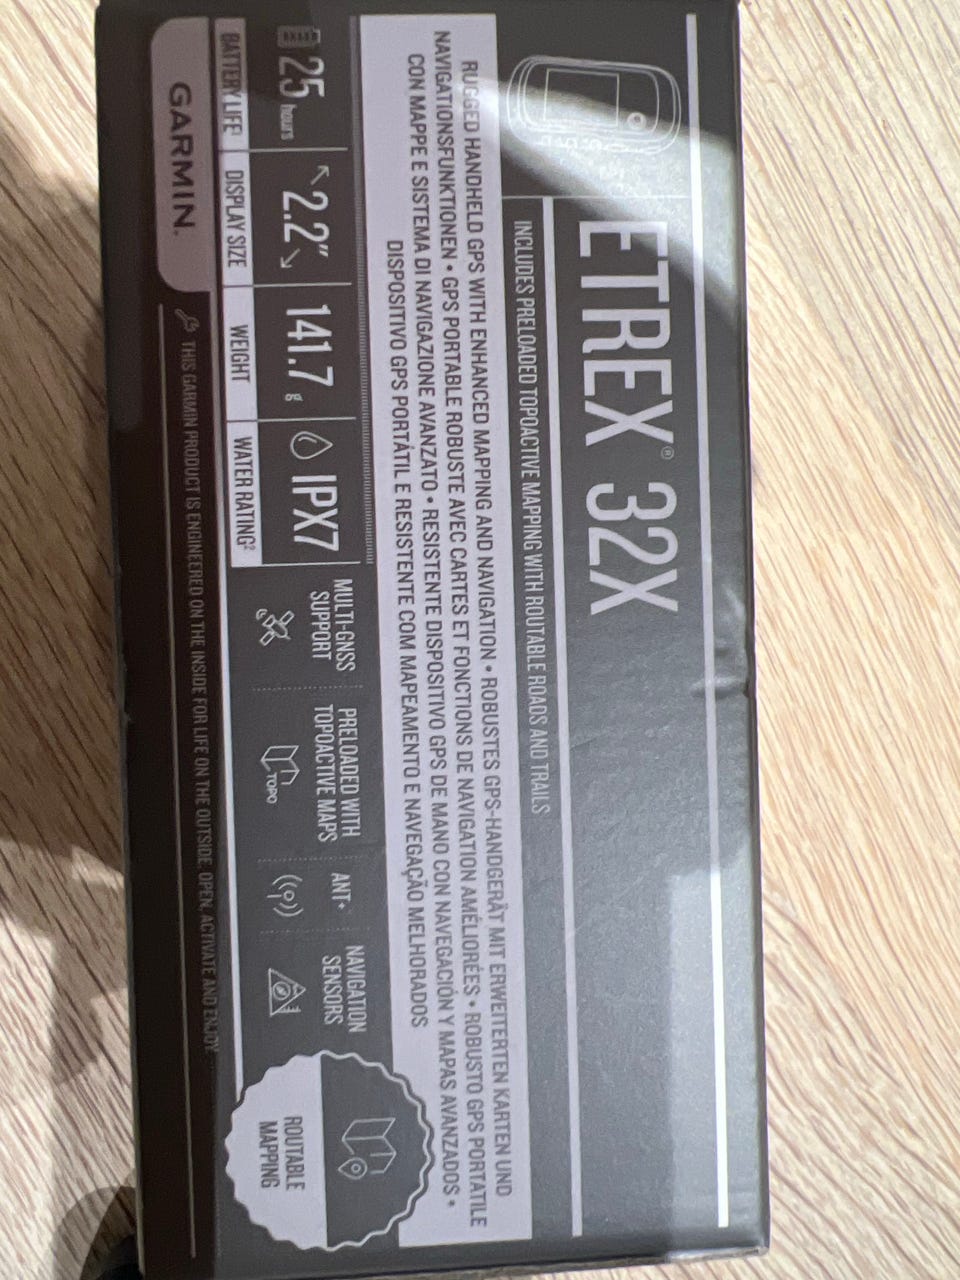 ETREX® 32X
INCLUDES PRELOADED TOPOACTIVE MAPPING WITH ROUTABLE ROADS AND TRAILS
RUGGED HANDHELD GPS WITH ENHANCED MAPPING AND NAVIGATION • ROBUSTES GPS-HANDGERÄT MIT ERWEITERTEN KARTEN UND
NAVIGATIONSFUNKTIONEN • GPS PORTABLE ROBUSTE AVEC CARTES ET FONCTIONS DE NAVIGATION AMÉLIORÉES • ROBUSTO GPS PORTATILE
CON MAPPE E SISTEMA DI NAVIGAZIONE AVANZATO • RESISTENTE DISPOSITIVO GPS DE MANO CON NAVEGACIÓN Y MAPAS AVANZADOS •
DISPOSITIVO GPS PORTÁTIL E RESISTENTE COM MAPEAMENTO E NAVEGAÇÃO MELHORADOS
25 hours
BATTERY LIFE¹
2.2"
DISPLAY SIZE
141.7 g
WEIGHT
IPX7
WATER RATING²
MULTI-GNSS
SUPPORT
PRELOADED WITH
TOPOACTIVE MAPS
TOPO
ANT+
NAVIGATION
SENSORS
ROUTABLE
MAPPING
GARMIN.
THIS GARMIN PRODUCT IS ENGINEERED ON THE INSIDE FOR LIFE ON THE OUTSIDE. OPEN, ACTIVATE AND ENJOY.